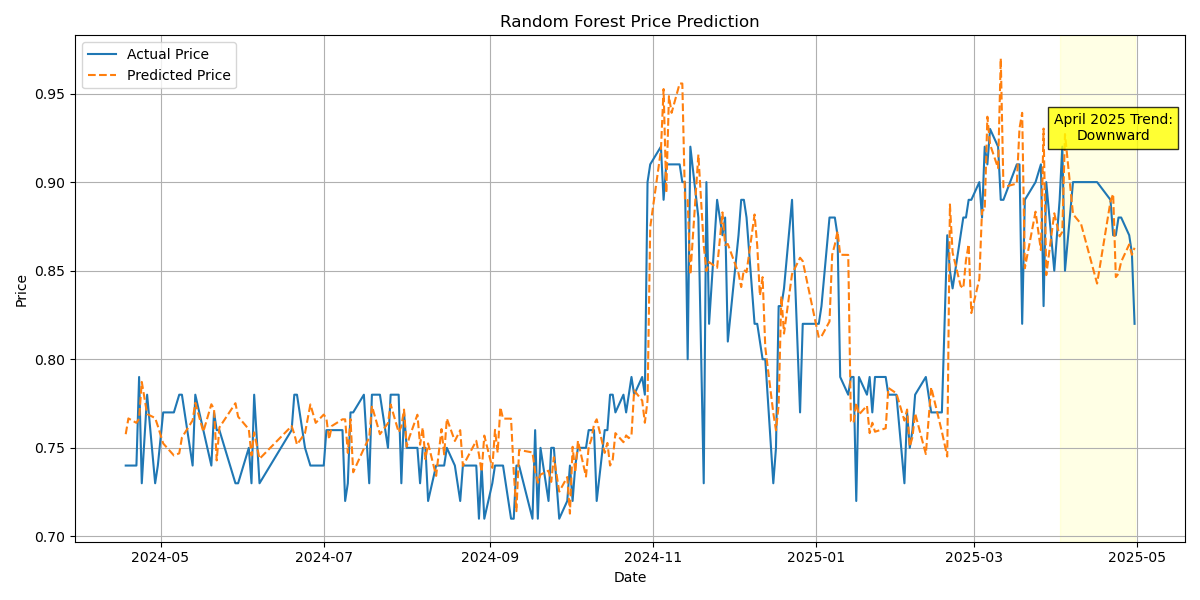 Random Forest Price Prediction
Actual Price
Predicted Price
April 2025 Trend:
Downward
Price
0.95
0.90
0.85
0.80
0.75
0.70
2024-05
2024-07
2024-09
2024-11
2025-01
2025-03
2025-05
Date